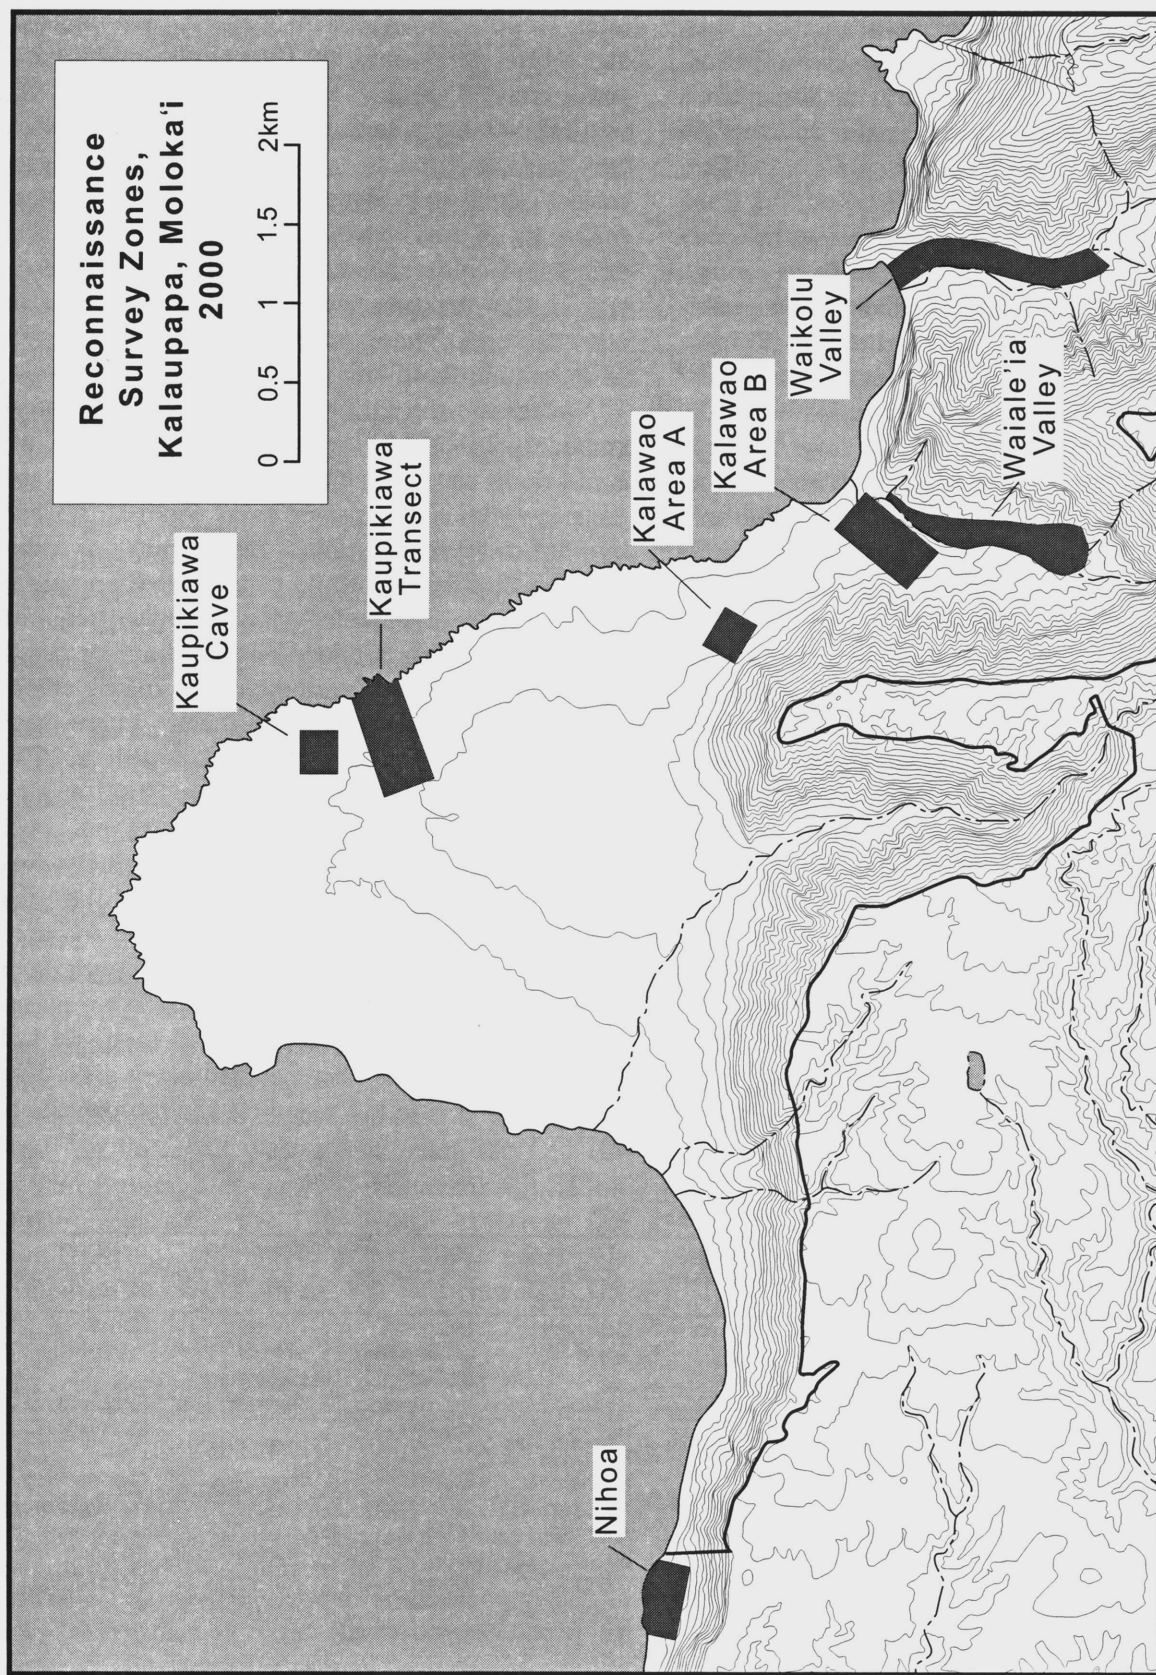 Reconnaissance
Survey Zones,
Kalaupapa, Moloka‘i
2000
0 0.5 1 1.5 2km
Kaupikiawa
Cave
Kaupikiawa
Transect
Kalawao
Area A
Kalawao
Area B
Waikolu
Valley
Waiale'ia
Valley
Nihoa